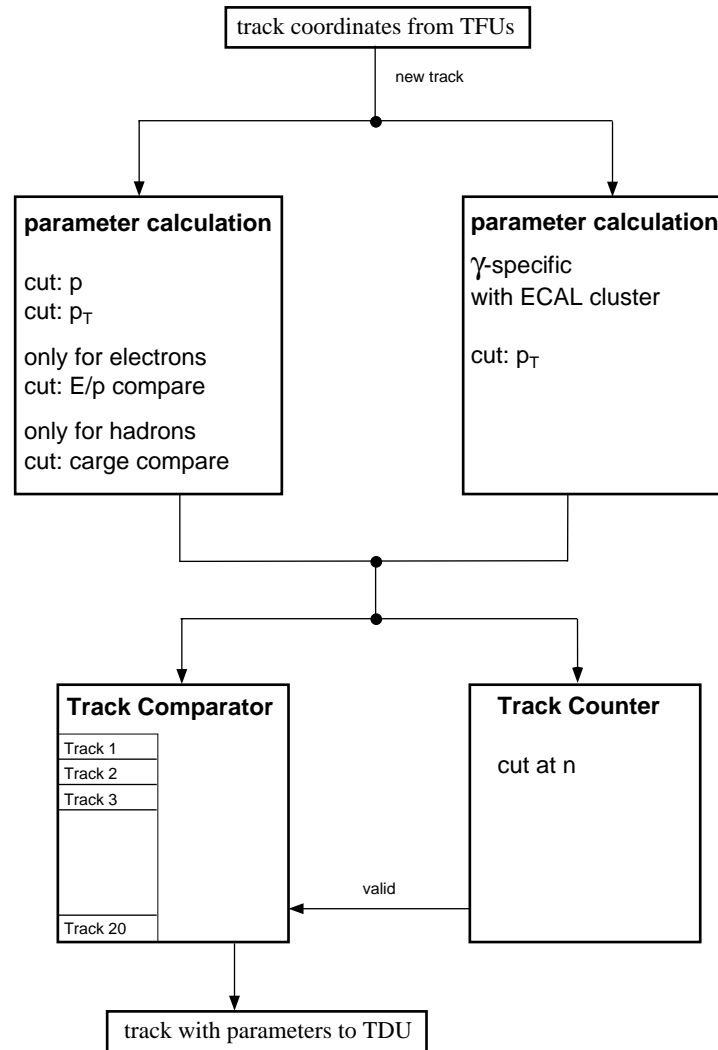 track coordinates from TFUs
new track
parameter calculation
cut: p
cut: p_T
only for electrons
cut: E/p compare
only for hadrons
cut: carge compare
parameter calculation
γ-specific
with ECAL cluster
cut: p_T
Track Comparator
Track 1
Track 2
Track 3
Track 20
Track Counter
cut at n
valid
track with parameters to TDU